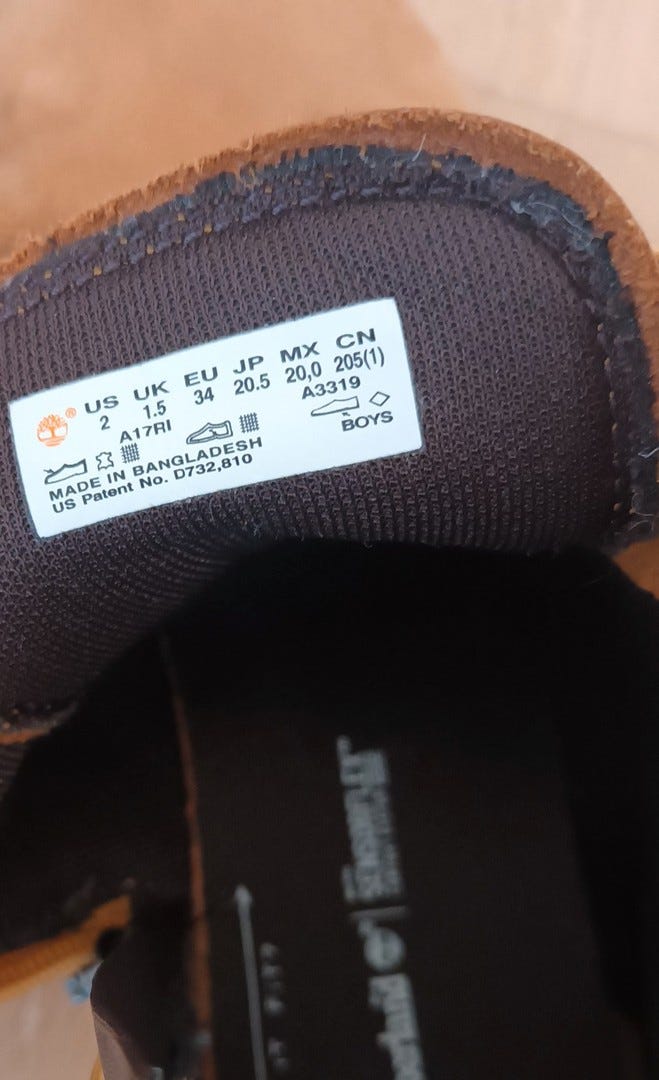 US UK EU JP MX CN
2 1.5 34 20.5 20,0 205(1)
A17RI A3319
BOYS
MADE IN BANGLADESH
US Patent No. D732,810